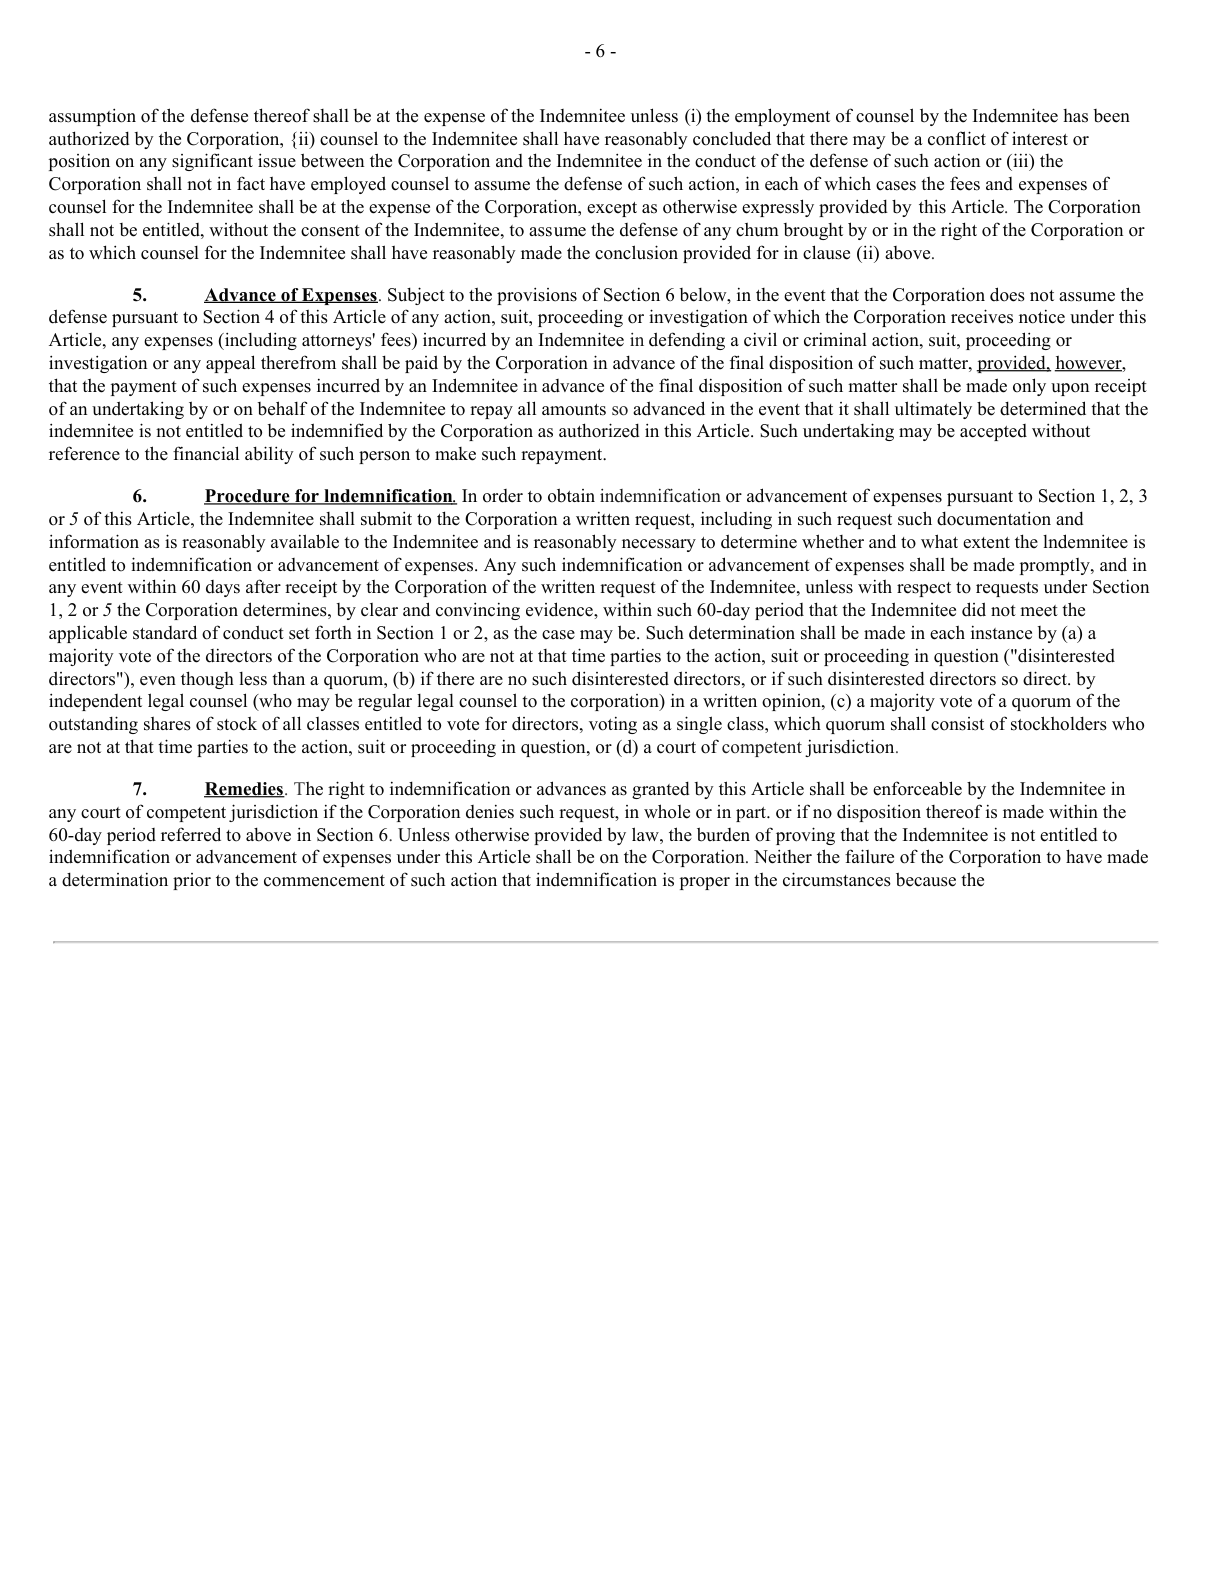 - 6 -
assumption of the defense thereof shall be at the expense of the Indemnitee unless (i) the employment of counsel by the Indemnitee has been
authorized by the Corporation, {ii) counsel to the Indemnitee shall have reasonably concluded that there may be a conflict of interest or
position on any significant issue between the Corporation and the Indemnitee in the conduct of the defense of such action or (iii) the
Corporation shall not in fact have employed counsel to assume the defense of such action, in each of which cases the fees and expenses of
counsel for the Indemnitee shall be at the expense of the Corporation, except as otherwise expressly provided by this Article. The Corporation
shall not be entitled, without the consent of the Indemnitee, to assume the defense of any chum brought by or in the right of the Corporation or
as to which counsel for the Indemnitee shall have reasonably made the conclusion provided for in clause (ii) above.
5. Advance of Expenses. Subject to the provisions of Section 6 below, in the event that the Corporation does not assume the
defense pursuant to Section 4 of this Article of any action, suit, proceeding or investigation of which the Corporation receives notice under this
Article, any expenses (including attorneys' fees) incurred by an Indemnitee in defending a civil or criminal action, suit, proceeding or
investigation or any appeal therefrom shall be paid by the Corporation in advance of the final disposition of such matter, provided, however,
that the payment of such expenses incurred by an Indemnitee in advance of the final disposition of such matter shall be made only upon receipt
of an undertaking by or on behalf of the Indemnitee to repay all amounts so advanced in the event that it shall ultimately be determined that the
indemnitee is not entitled to be indemnified by the Corporation as authorized in this Article. Such undertaking may be accepted without
reference to the financial ability of such person to make such repayment.
6. Procedure for lndemnification. In order to obtain indemnification or advancement of expenses pursuant to Section 1, 2, 3
or 5 of this Article, the Indemnitee shall submit to the Corporation a written request, including in such request such documentation and
information as is reasonably available to the Indemnitee and is reasonably necessary to determine whether and to what extent the lndemnitee is
entitled to indemnification or advancement of expenses. Any such indemnification or advancement of expenses shall be made promptly, and in
any event within 60 days after receipt by the Corporation of the written request of the Indemnitee, unless with respect to requests under Section
1, 2 or 5 the Corporation determines, by clear and convincing evidence, within such 60-day period that the Indemnitee did not meet the
applicable standard of conduct set forth in Section 1 or 2, as the case may be. Such determination shall be made in each instance by (a) a
majority vote of the directors of the Corporation who are not at that time parties to the action, suit or proceeding in question ("disinterested
directors"), even though less than a quorum, (b) if there are no such disinterested directors, or if such disinterested directors so direct. by
independent legal counsel (who may be regular legal counsel to the corporation) in a written opinion, (c) a majority vote of a quorum of the
outstanding shares of stock of all classes entitled to vote for directors, voting as a single class, which quorum shall consist of stockholders who
are not at that time parties to the action, suit or proceeding in question, or (d) a court of competent jurisdiction.
7. Remedies. The right to indemnification or advances as granted by this Article shall be enforceable by the Indemnitee in
any court of competent jurisdiction if the Corporation denies such request, in whole or in part. or if no disposition thereof is made within the
60-day period referred to above in Section 6. Unless otherwise provided by law, the burden of proving that the Indemnitee is not entitled to
indemnification or advancement of expenses under this Article shall be on the Corporation. Neither the failure of the Corporation to have made
a determination prior to the commencement of such action that indemnification is proper in the circumstances because the